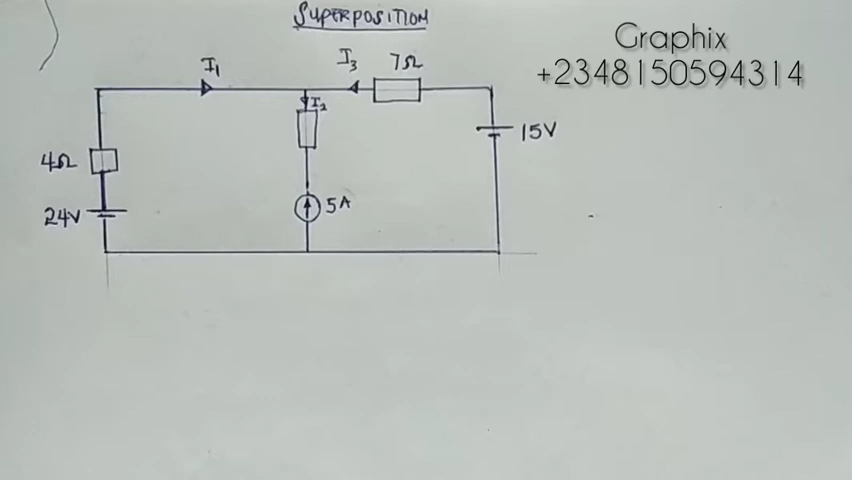 SUPERPOSITION
Graphix
+2348150594314
I₁
I₃
7Ω
I₂
15V
4Ω
24V
5A